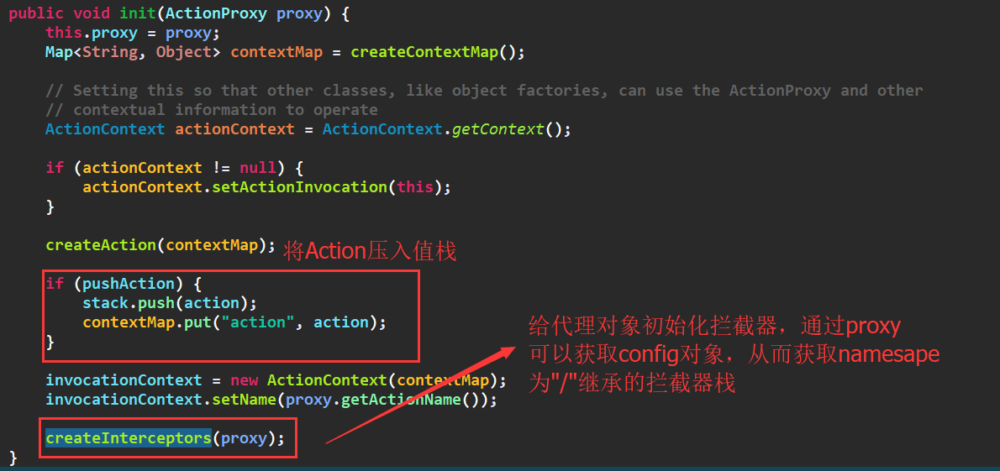 public void init(ActionProxy proxy) {
this.proxy = proxy;
Map<String, Object> contextMap = createContextMap();
// Setting this so that other classes, like object factories, can use the ActionProxy and other
// contextual information to operate
ActionContext actionContext = ActionContext.getContext();
if (actionContext != null) {
actionContext.setActionInvocation(this);
}
createAction(contextMap);
将Action压入值栈
if (pushAction) {
stack.push(action);
contextMap.put("action", action);
}
给代理对象初始化拦截器，通过proxy
可以获取config对象，从而获取namesape
为"/"继承的拦截器栈
invocationContext = new ActionContext(contextMap);
invocationContext.setName(proxy.getActionName());
createInterceptors(proxy);
}